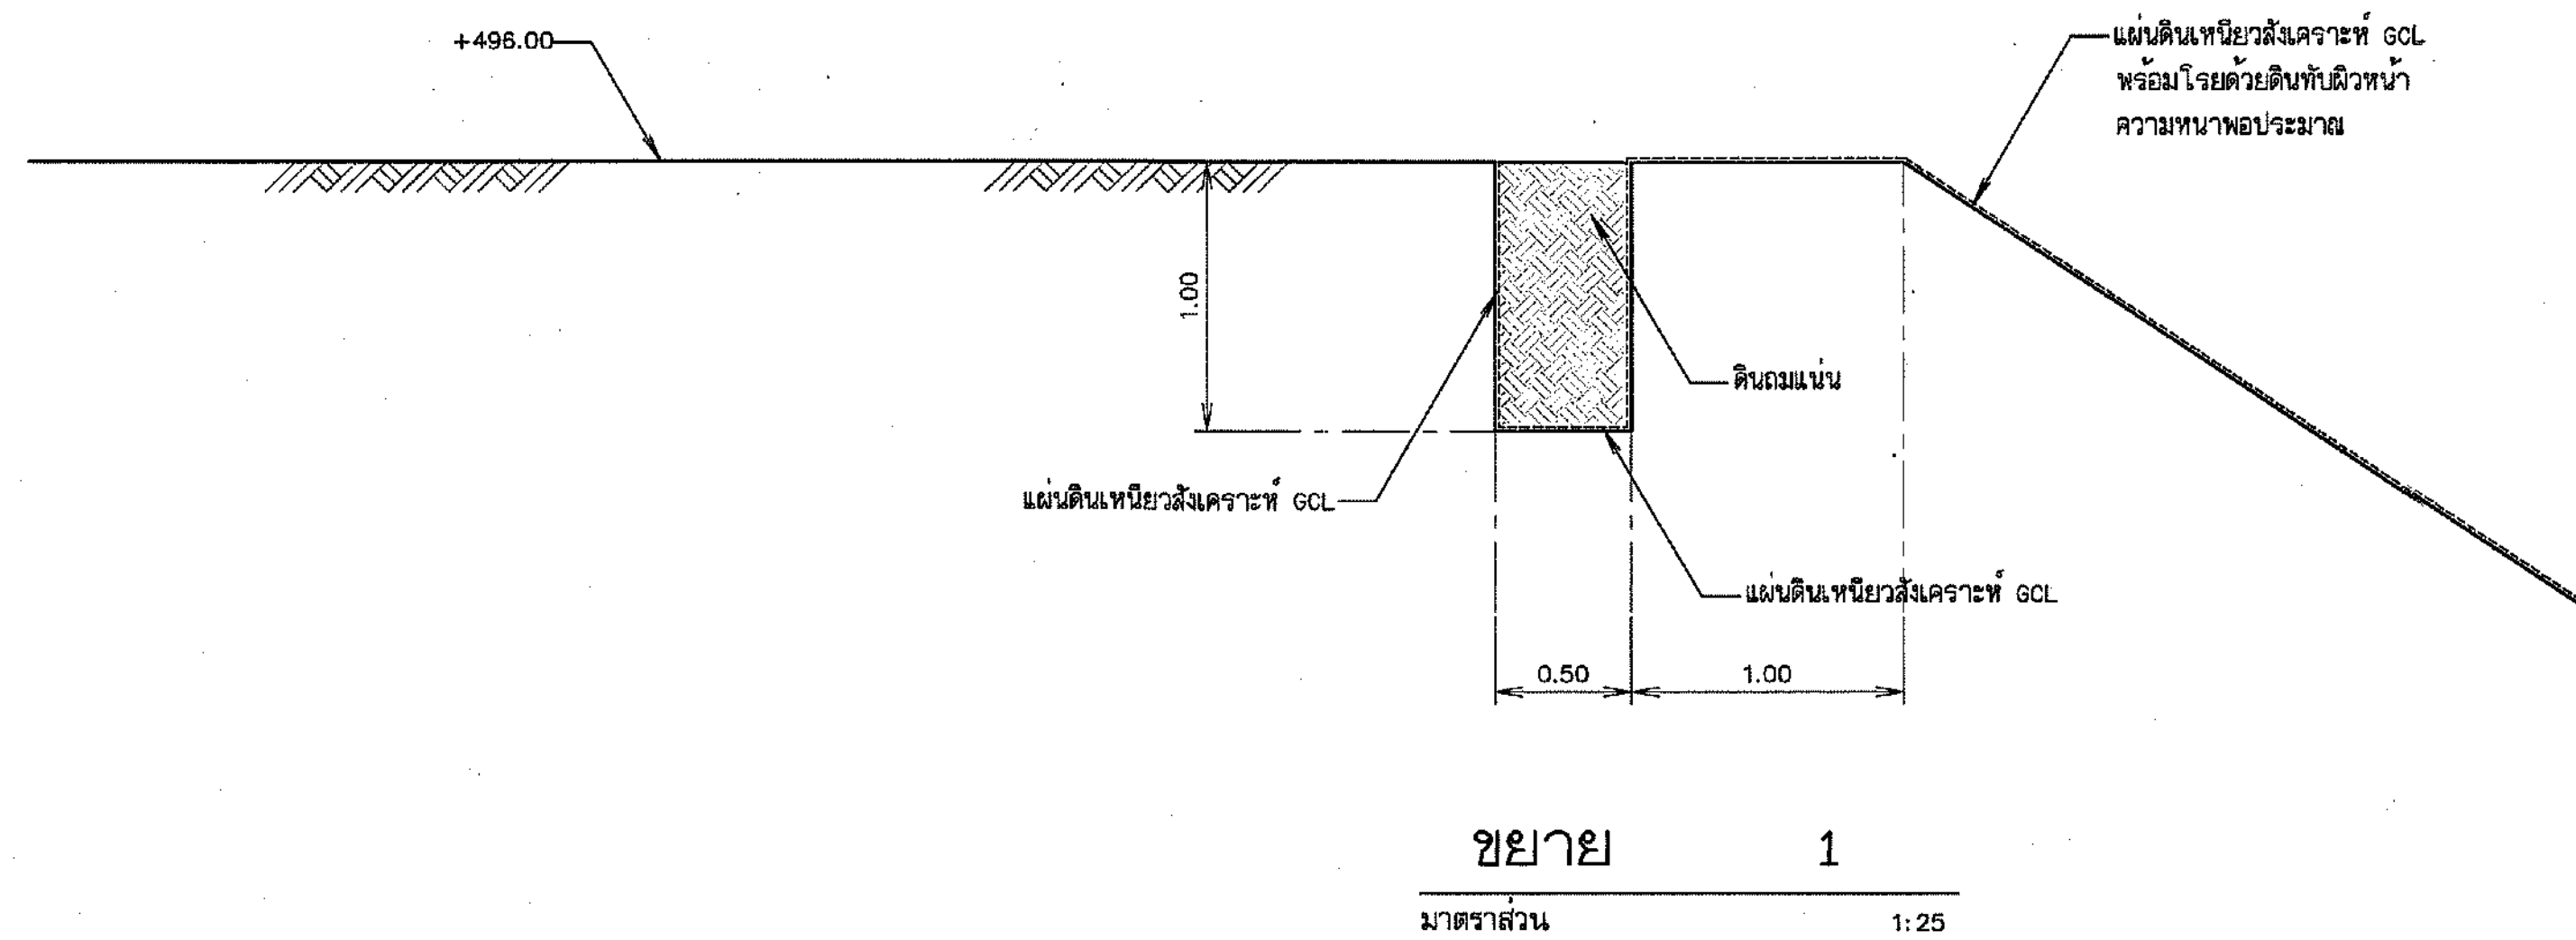 +496.00
แผ่นดินเหนียวสังเคราะห์ GCL
พร้อมโรยด้วยดินทับผิวหน้า
ความหนาพอประมาณ
1.00
ดินถมแน่น
แผ่นดินเหนียวสังเคราะห์ GCL
แผ่นดินเหนียวสังเคราะห์ GCL
0.50
1.00
ขยาย 1
มาตราส่วน 1:25